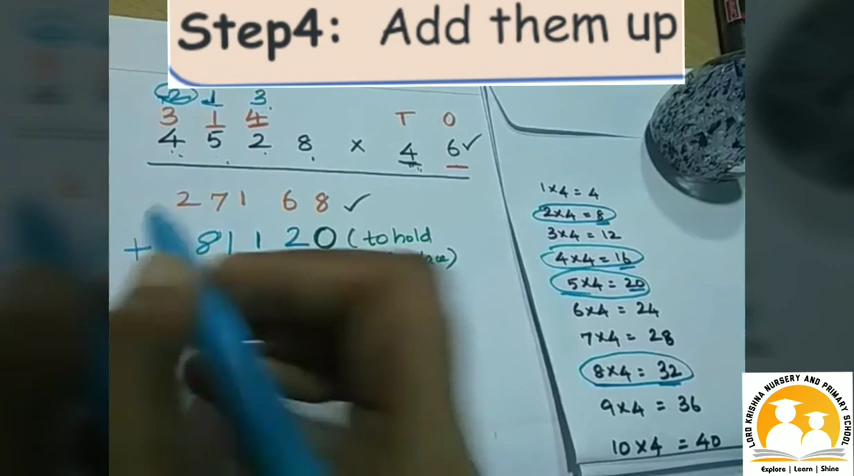 Step4: Add them up
2 1 3
3 1 4 T O
4 5 2 8 × 4 6 ✓
2 7 1 6 8 ✓
+ 8 1 1 2 0 (to hold
1×4=4
2×4=8
3×4=12
4×4=16
5×4=20
6×4=24
7×4=28
8×4=32
9×4=36
10×4=40
LORD KRISHNA NURSERY AND PRIMARY SCHOOL
Explore | Learn | Shine